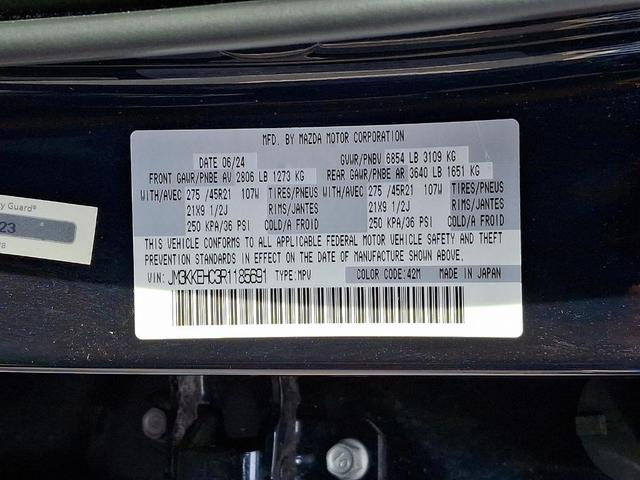 MFD. BY MAZDA MOTOR CORPORATION
DATE 06/24 GVWR/PNBV 6854 LB 3109 KG
FRONT GAWR/PNBE AV 2806 LB 1273 KG REAR GAWR/PNBE AR 3640 LB 1651 KG
WITH/AVEC 275 /45R21 107W TIRES/PNEUS WITH/AVEC 275 /45R21 107W TIRES/PNEUS
21X9 1/2J RIMS/JANTES 21X9 1/2J RIMS/JANTES
250 KPA/36 PSI COLD/A FROID 250 KPA/36 PSI COLD/A FROID
THIS VEHICLE CONFORMS TO ALL APPLICABLE FEDERAL MOTOR VEHICLE SAFETY AND THEFT
PREVENTION STANDARDS IN EFFECT ON THE DATE OF MANUFACTURE SHOWN ABOVE.
VIN: JM3KKEHC3R1185691 TYPE:MPV COLOR CODE:42M MADE IN JAPAN
y Guard®
23